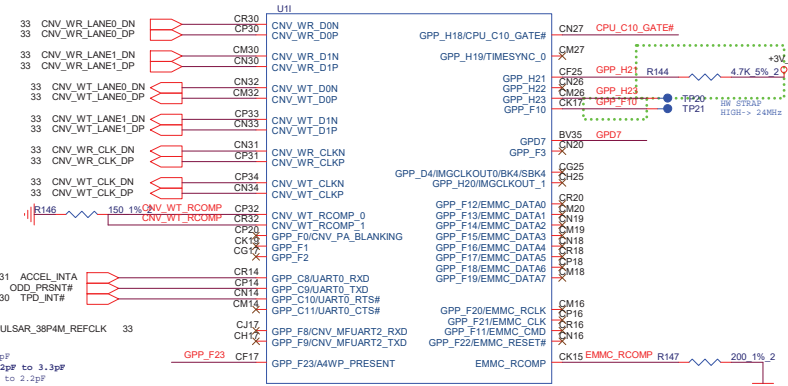 U1I
33 CNV_WR_LANE0_DN CR30 CNV_WR_D0N
33 CNV_WR_LANE0_DP CP30 CNV_WR_D0P
GPP_H18/CPU_C10_GATE# CN27 CPU_C10_GATE#
33 CNV_WR_LANE1_DN CM30 CNV_WR_D1N
33 CNV_WR_LANE1_DP CN30 CNV_WR_D1P
GPP_H19/TIMESYNC_0 CM27
+3V_
GPP_H21 CF25 GPP_H21 R144 4.7K_5%_2
33 CNV_WT_LANE0_DN CN32 CNV_WT_D0N
33 CNV_WT_LANE0_DP CM32 CNV_WT_D0P
GPP_H22 CN26
GPP_H23 CM26 GPP_H23 TP20
GPP_F10 CK17 GPP_F10 TP21
HW STRAP
HIGH-> 24MHz
33 CNV_WT_LANE1_DN CP33 CNV_WT_D1N
33 CNV_WT_LANE1_DP CN33 CNV_WT_D1P
GPD7 BV35 GPD7
GPP_F3 CN20
33 CNV_WR_CLK_DN CN31 CNV_WR_CLKN
33 CNV_WR_CLK_DP CP31 CNV_WR_CLKP
GPP_D4/IMGCLKOUT0/BK4/SBK4 CG25
GPP_H20/IMGCLKOUT_1 CH25
33 CNV_WT_CLK_DN CP34 CNV_WT_CLKN
33 CNV_WT_CLK_DP CN34 CNV_WT_CLKP
R146 150_1%_2 CNV_WT_RCOMP CP32 CNV_WT_RCOMP_0
CNV_WT_RCOMP CR32 CNV_WT_RCOMP_1
CP20 GPP_F0/CNV_PA_BLANKING
CK19 GPP_F1
CG17 GPP_F2
GPP_F12/EMMC_DATA0 CR20
GPP_F13/EMMC_DATA1 CM20
GPP_F14/EMMC_DATA2 CN19
GPP_F15/EMMC_DATA3 CM19
GPP_F16/EMMC_DATA4 CN18
GPP_F17/EMMC_DATA5 CR18
GPP_F18/EMMC_DATA6 CP18
GPP_F19/EMMC_DATA7 CM18
31 ACCEL_INTA CR14 GPP_C8/UART0_RXD
ODD_PRSNT# CP14 GPP_C9/UART0_TXD
30 TPD_INT# CN14 GPP_C10/UART0_RTS#
CM14 GPP_C11/UART0_CTS#
GPP_F20/EMMC_RCLK CM16
GPP_F21/EMMC_CLK CP16
GPP_F11/EMMC_CMD CR16
GPP_F22/EMMC_RESET# CN16
ULSAR_38P4M_REFCLK 33
CJ17 GPP_F8/CNV_MFUART2_RXD
CH17 GPP_F9/CNV_MFUART2_TXD
GPP_F23 CF17 GPP_F23/A4WP_PRESENT
EMMC_RCOMP CK15 EMMC_RCOMP R147 200_1%_2
pF
2pF to 3.3pF
to 2.2pF